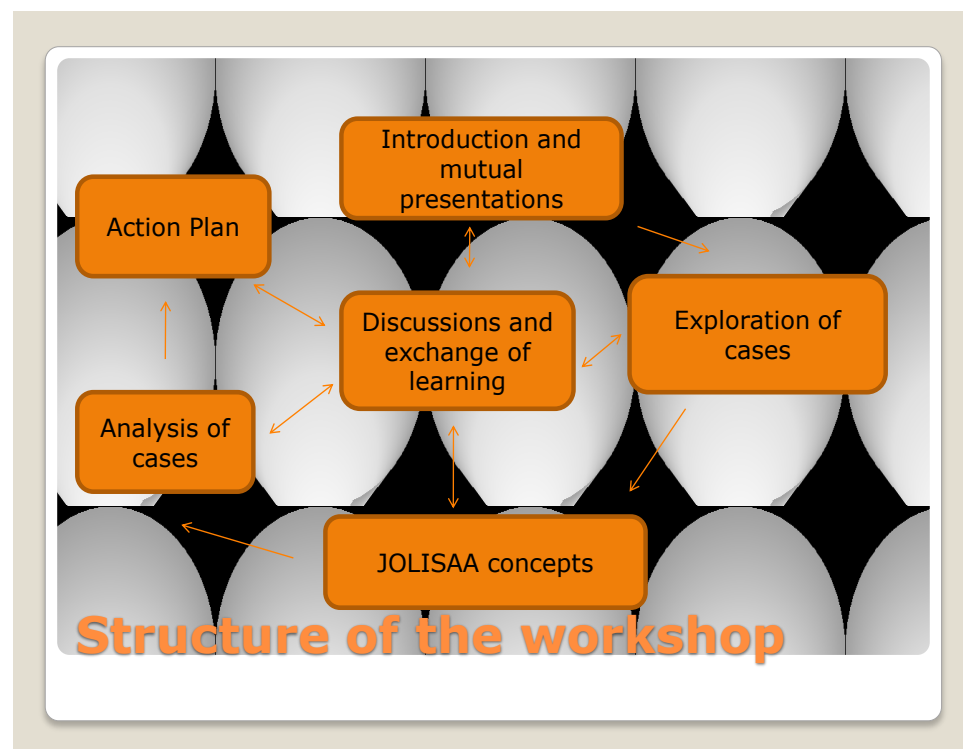 Introduction and
mutual
presentations
Action Plan
Discussions and
exchange of
learning
Exploration of
cases
Analysis of
cases
JOLISAA concepts
Structure of the workshop